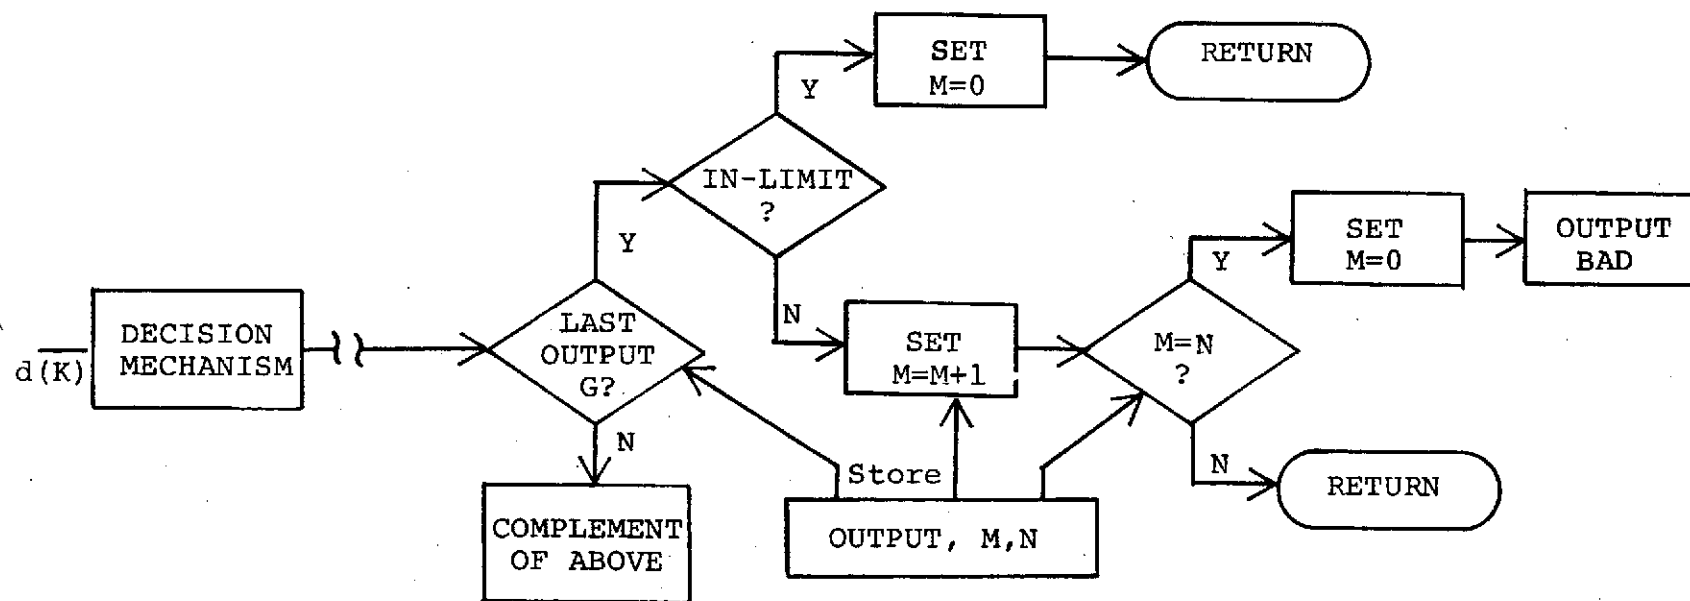 d(K)
DECISION
MECHANISM
LAST
OUTPUT
G?
Y
N
COMPLEMENT
OF ABOVE
IN-LIMIT
?
Y
SET
M=0
RETURN
N
SET
M=M+1
M=N
?
Y
SET
M=0
OUTPUT
BAD
N
RETURN
Store
OUTPUT, M,N